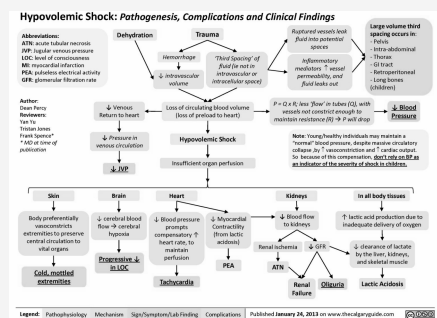 Hypovolemic Shock: Pathogenesis, Complications and Clinical Findings
Abbreviations:
ATN: acute tubular necrosis
JVP: jugular venous pressure
LOC: level of consciousness
MI: myocardial infarction
PEA: pulseless electrical activity
GFR: glomerular filtration rate
Dehydration
Trauma
Hemorrhage
↓ intravascular
volume
'Third Spacing' of
fluid (ie not in
intravascular or
intracellular space)
Ruptured vessels leak
fluid into potential
spaces
Inflammatory
mediators ↑ vessel
permeability, and
fluid leaks out
Large volume third
spacing occurs in:
- Pelvis
- Intra-abdominal
- Thorax
- GI tract
- Retroperitoneal
- Long bones
(children)
Author:
Dean Percy
Reviewers:
Yan Yu
Tristan Jones
Frank Spence*
* MD at time of
publication
↓ Venous
Return to heart
↓ Pressure in
venous circulation
↓ JVP
Loss of circulating blood volume
(loss of preload to heart)
Hypovolemic Shock
Insufficient organ perfusion
P = Q x R; less 'flow' in tubes (Q), with
vessels not constrict enough to
maintain resistance (R) → P will drop
↓ Blood
Pressure
Note: Young/healthy individuals may maintain a
"normal" blood pressure, despite massive circulatory
collapse by ↑ vasoconstriction and ↑ cardiac output.
So because of this compensation, don't rely on BP as
an indicator of the severity of shock in children.
Skin
Body preferentially
vasoconstricts
extremities to preserve
central circulation to
vital organs
Cold, mottled
extremities
Brain
↓ cerebral blood
flow → cerebral
hypoxia
Progressive ↓
in LOC
Heart
↓ Blood pressure
prompts
compensatory ↑
heart rate, to
maintain
perfusion
Tachycardia
↓ Myocardial
Contractility
(from lactic
acidosis)
PEA
Kidneys
↓ Blood flow
to kidneys
Renal Ischemia
↓ GFR
ATN
Renal
Failure
Oliguria
In all body tissues
↑ lactic acid production due to
inadequate delivery of oxygen
↓ clearance of lactate
by the liver, kidneys,
and skeletal muscle
Lactic Acidosis
Legend: Pathophysiology Mechanism Sign/Symptom/Lab Finding Complications Published January 24, 2013 on www.thecalgaryguide.com